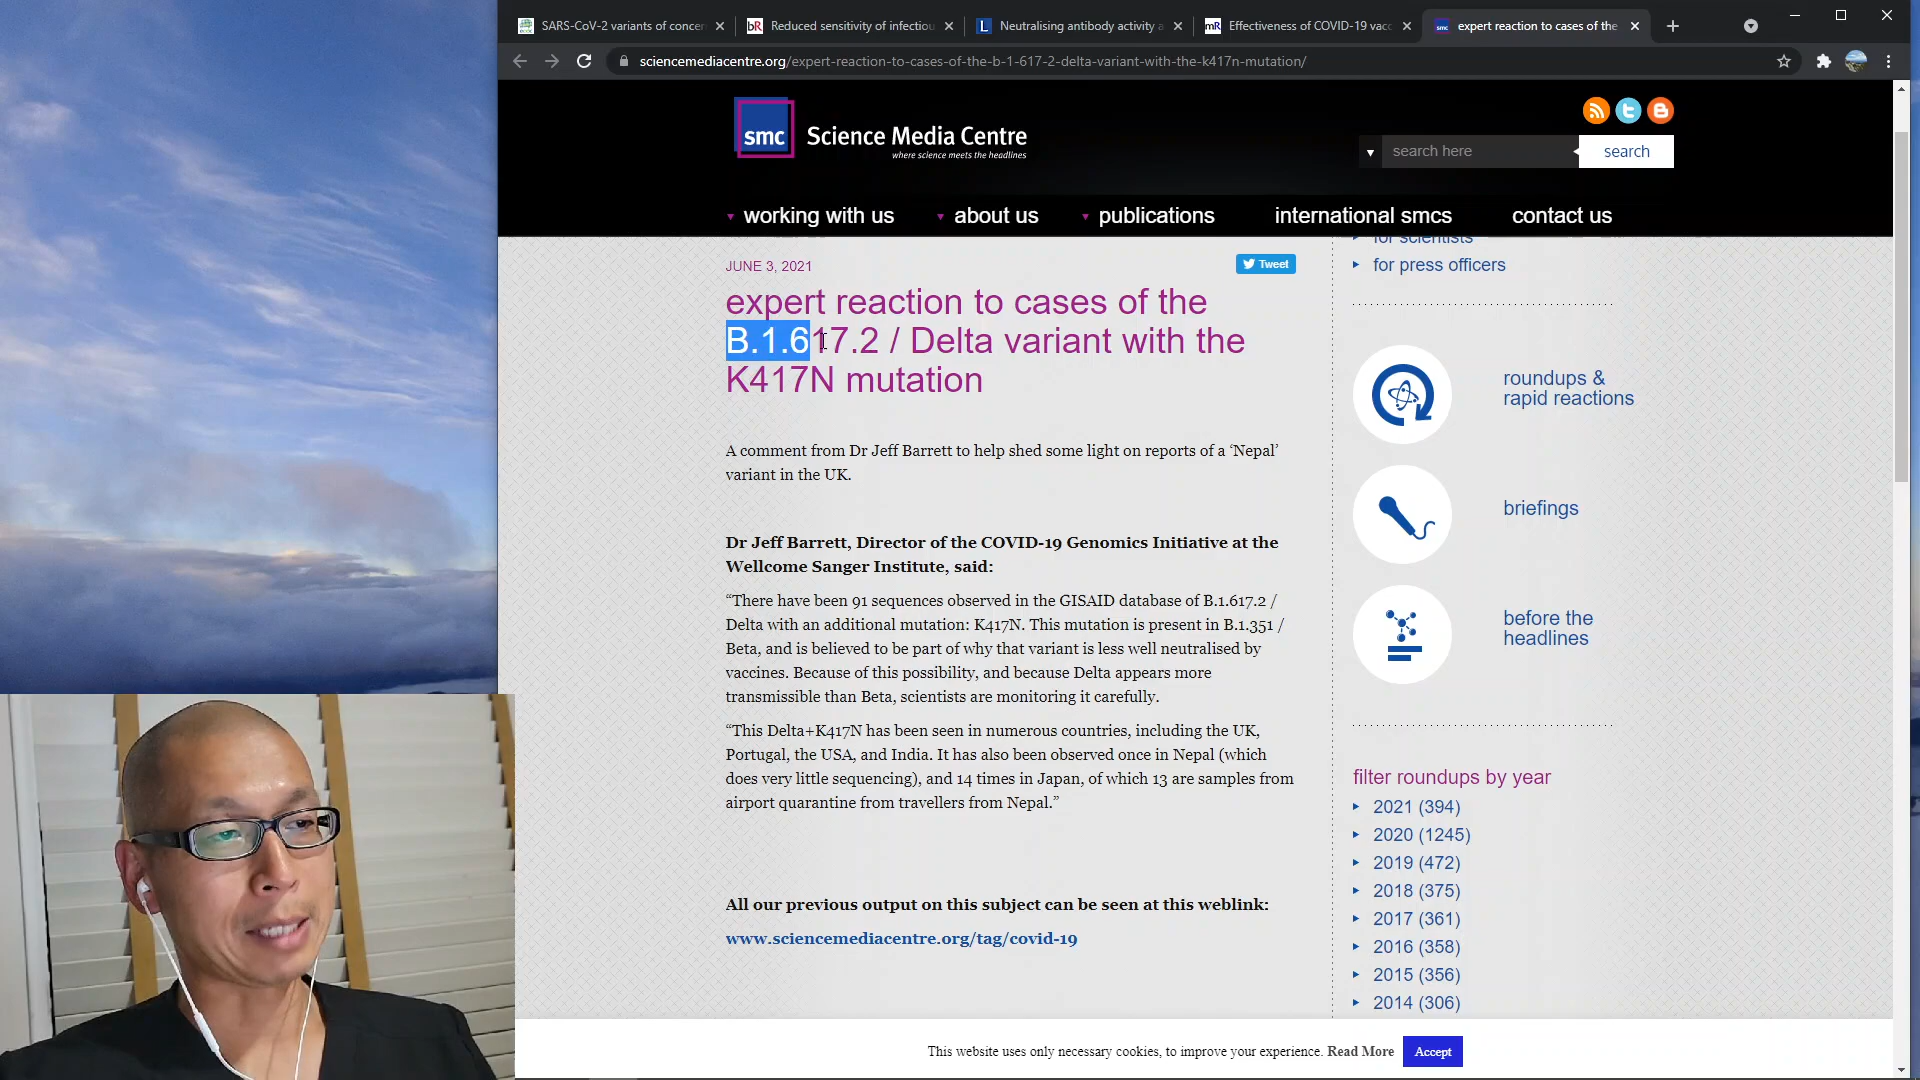 SARS-CoV-2 variants of concer
Reduced sensitivity of infectiou
Neutralising antibody activity a
Effectiveness of COVID-19 vacc
expert reaction to cases of the
sciencemediacentre.org/expert-reaction-to-cases-of-the-b-1-617-2-delta-variant-with-the-k417n-mutation/
smc
Science Media Centre
where science meets the headlines
search here
search
working with us
about us
publications
international smcs
contact us
JUNE 3, 2021
Tweet
expert reaction to cases of the
B.1.617.2 / Delta variant with the
K417N mutation
A comment from Dr Jeff Barrett to help shed some light on reports of a ‘Nepal’
variant in the UK.
Dr Jeff Barrett, Director of the COVID-19 Genomics Initiative at the
Wellcome Sanger Institute, said:
“There have been 91 sequences observed in the GISAID database of B.1.617.2 /
Delta with an additional mutation: K417N. This mutation is present in B.1.351 /
Beta, and is believed to be part of why that variant is less well neutralised by
vaccines. Because of this possibility, and because Delta appears more
transmissible than Beta, scientists are monitoring it carefully.
“This Delta+K417N has been seen in numerous countries, including the UK,
Portugal, the USA, and India. It has also been observed once in Nepal (which
does very little sequencing), and 14 times in Japan, of which 13 are samples from
airport quarantine from travellers from Nepal.”
All our previous output on this subject can be seen at this weblink:
www.sciencemediacentre.org/tag/covid-19
for scientists
for press officers
roundups &
rapid reactions
briefings
before the
headlines
filter roundups by year
2021 (394)
2020 (1245)
2019 (472)
2018 (375)
2017 (361)
2016 (358)
2015 (356)
2014 (306)
This website uses only necessary cookies, to improve your experience. Read More
Accept